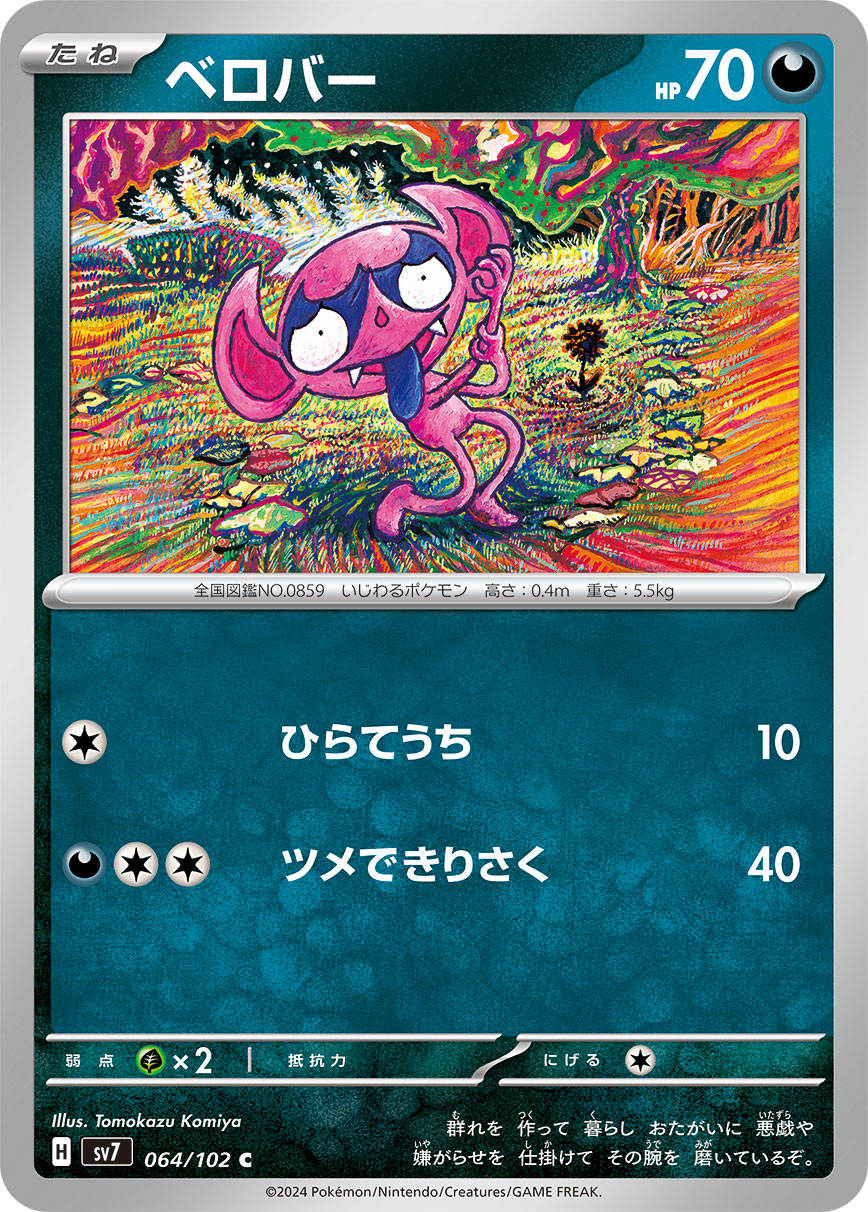 たね
ベロバー
HP70
全国図鑑NO.0859 いじわるポケモン 高さ:0.4m 重さ:5.5kg
ひらてうち 10
ツメできりさく 40
弱点 ×2 抵抗力 にげる
Illus. Tomokazu Komiya
H sv7 064/102 C
群れを 作って 暮らし おたがいに 悪戯や
嫌がらせを 仕掛けて その腕を 磨いているぞ。
©2024 Pokémon/Nintendo/Creatures/GAME FREAK.